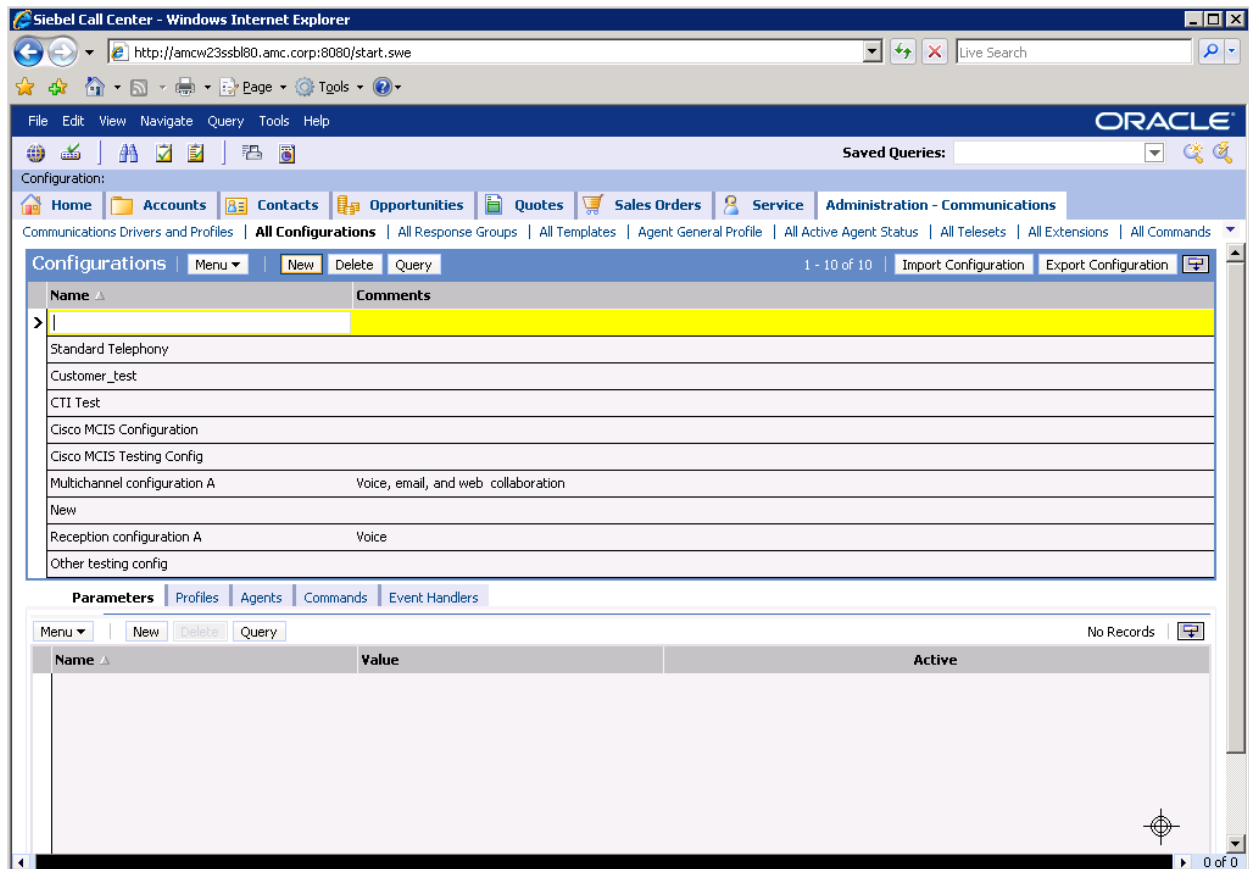 Siebel Call Center - Windows Internet Explorer
http://amcw23ssbl80.amc.corp:8080/start.swe Live Search
Page Tools
File Edit View Navigate Query Tools Help ORACLE
Saved Queries:
Configuration:
Home Accounts Contacts Opportunities Quotes Sales Orders Service Administration - Communications
Communications Drivers and Profiles | All Configurations | All Response Groups | All Templates | Agent General Profile | All Active Agent Status | All Telesets | All Extensions | All Commands
Configurations | Menu | New Delete Query 1 - 10 of 10 | Import Configuration Export Configuration
Name Comments
Standard Telephony
Customer_test
CTI Test
Cisco MCIS Configuration
Cisco MCIS Testing Config
Multichannel configuration A Voice, email, and web collaboration
New
Reception configuration A Voice
Other testing config
Parameters Profiles Agents Commands Event Handlers
Menu | New Delete Query No Records
Name Value Active
0 of 0